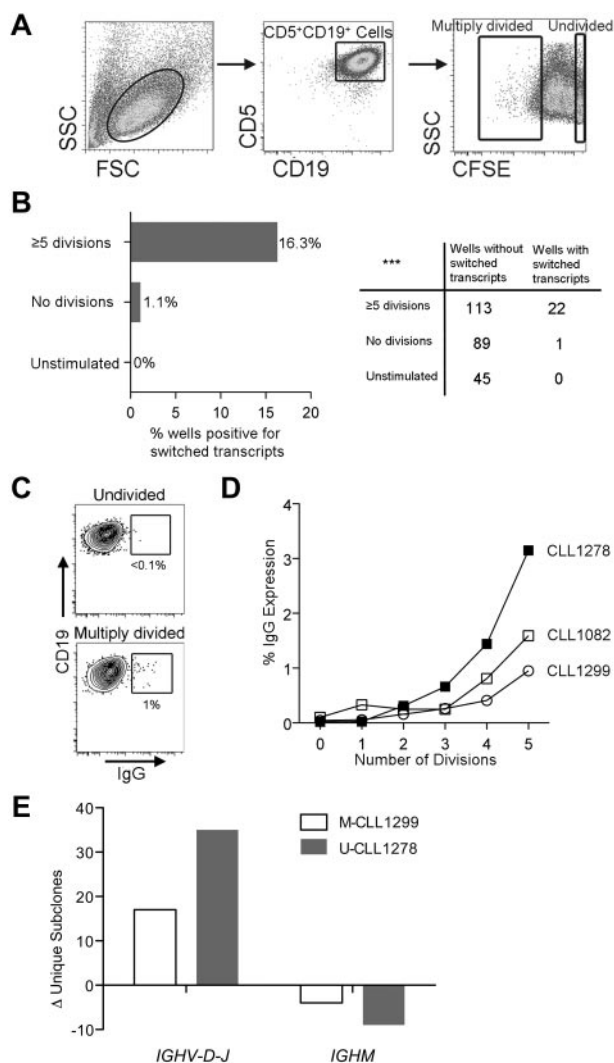 A
SSC
FSC
CD5⁺CD19⁺ Cells
CD5
CD19
Multiply divided
Undivided
SSC
CFSE
B
≥5 divisions
16.3%
No divisions
1.1%
Unstimulated
0%
0 5 10 15 20
% wells positive for
switched transcripts
***
Wells without
switched
transcripts
Wells with
switched
transcripts
≥5 divisions 113 22
No divisions 89 1
Unstimulated 45 0
C
Undivided
<0.1%
CD19
Multiply divided
1%
IgG
D
% IgG Expression
4
3
2
1
0
0 1 2 3 4 5
Number of Divisions
CLL1278
CLL1082
CLL1299
E
Δ Unique Subclones
40
30
20
10
0
-10
M-CLL1299
U-CLL1278
IGHV-D-J
IGHM